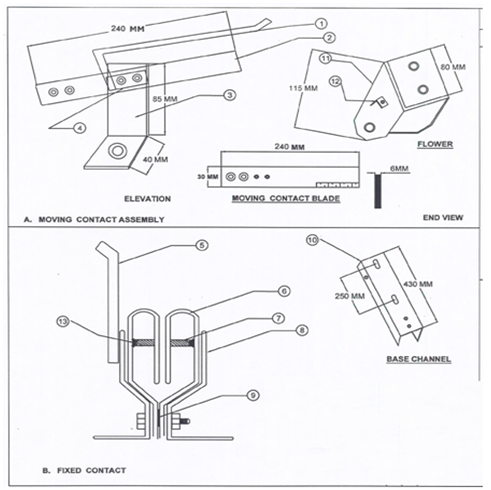 240 MM
1
2
11
80 MM
12
115 MM
85 MM
3
4
FLOWER
40 MM
240 MM
30 MM
6MM
ELEVATION
MOVING CONTACT BLADE
A. MOVING CONTACT ASSEMBLY
END VIEW
5
10
6
430 MM
250 MM
13
7
8
BASE CHANNEL
9
B. FIXED CONTACT